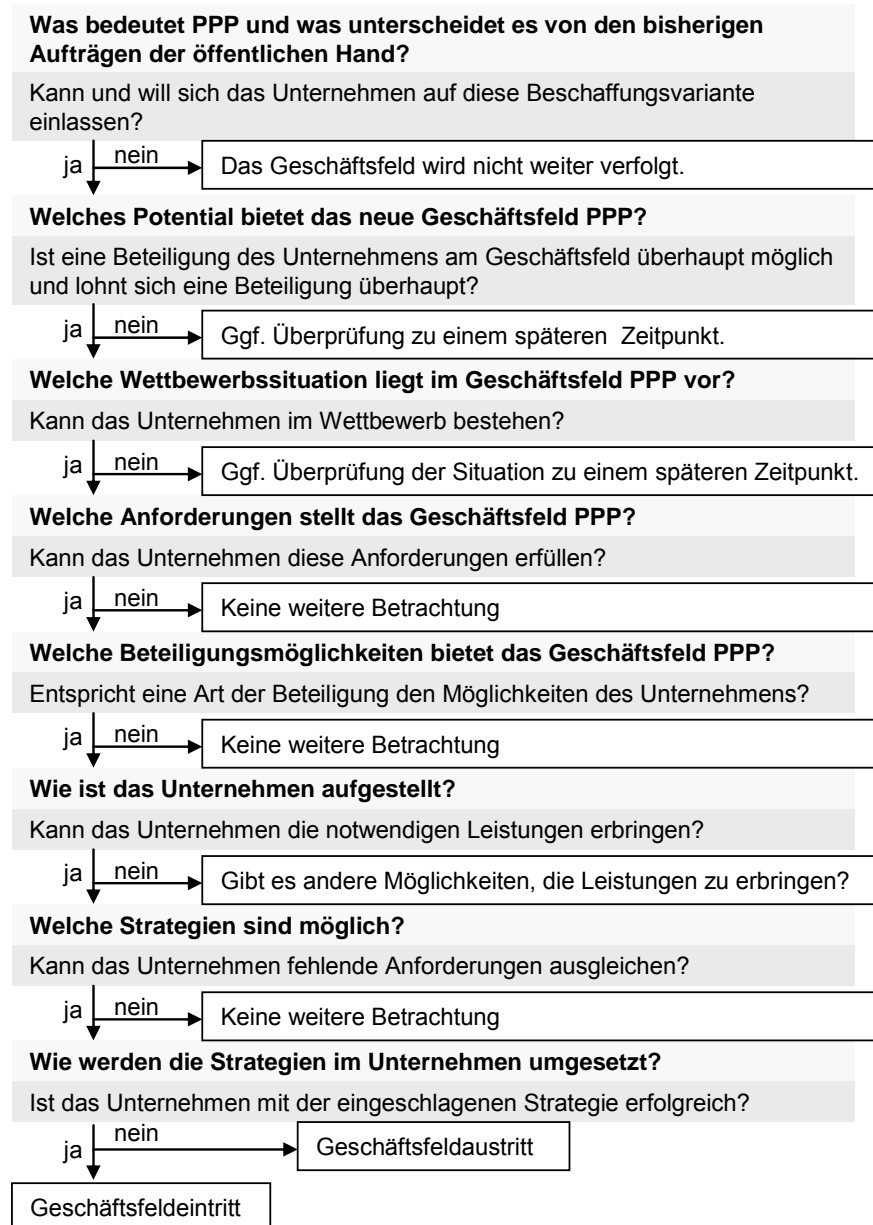 Was bedeutet PPP und was unterscheidet es von den bisherigen
Aufträgen der öffentlichen Hand?
Kann und will sich das Unternehmen auf diese Beschaffungsvariante
einlassen?
ja nein Das Geschäftsfeld wird nicht weiter verfolgt.
Welches Potential bietet das neue Geschäftsfeld PPP?
Ist eine Beteiligung des Unternehmens am Geschäftsfeld überhaupt möglich
und lohnt sich eine Beteiligung überhaupt?
ja nein Ggf. Überprüfung zu einem späteren Zeitpunkt.
Welche Wettbewerbssituation liegt im Geschäftsfeld PPP vor?
Kann das Unternehmen im Wettbewerb bestehen?
ja nein Ggf. Überprüfung der Situation zu einem späteren Zeitpunkt.
Welche Anforderungen stellt das Geschäftsfeld PPP?
Kann das Unternehmen diese Anforderungen erfüllen?
ja nein Keine weitere Betrachtung
Welche Beteiligungsmöglichkeiten bietet das Geschäftsfeld PPP?
Entspricht eine Art der Beteiligung den Möglichkeiten des Unternehmens?
ja nein Keine weitere Betrachtung
Wie ist das Unternehmen aufgestellt?
Kann das Unternehmen die notwendigen Leistungen erbringen?
ja nein Gibt es andere Möglichkeiten, die Leistungen zu erbringen?
Welche Strategien sind möglich?
Kann das Unternehmen fehlende Anforderungen ausgleichen?
ja nein Keine weitere Betrachtung
Wie werden die Strategien im Unternehmen umgesetzt?
Ist das Unternehmen mit der eingeschlagenen Strategie erfolgreich?
ja nein Geschäftsfeldaustritt
Geschäftsfeldeintritt